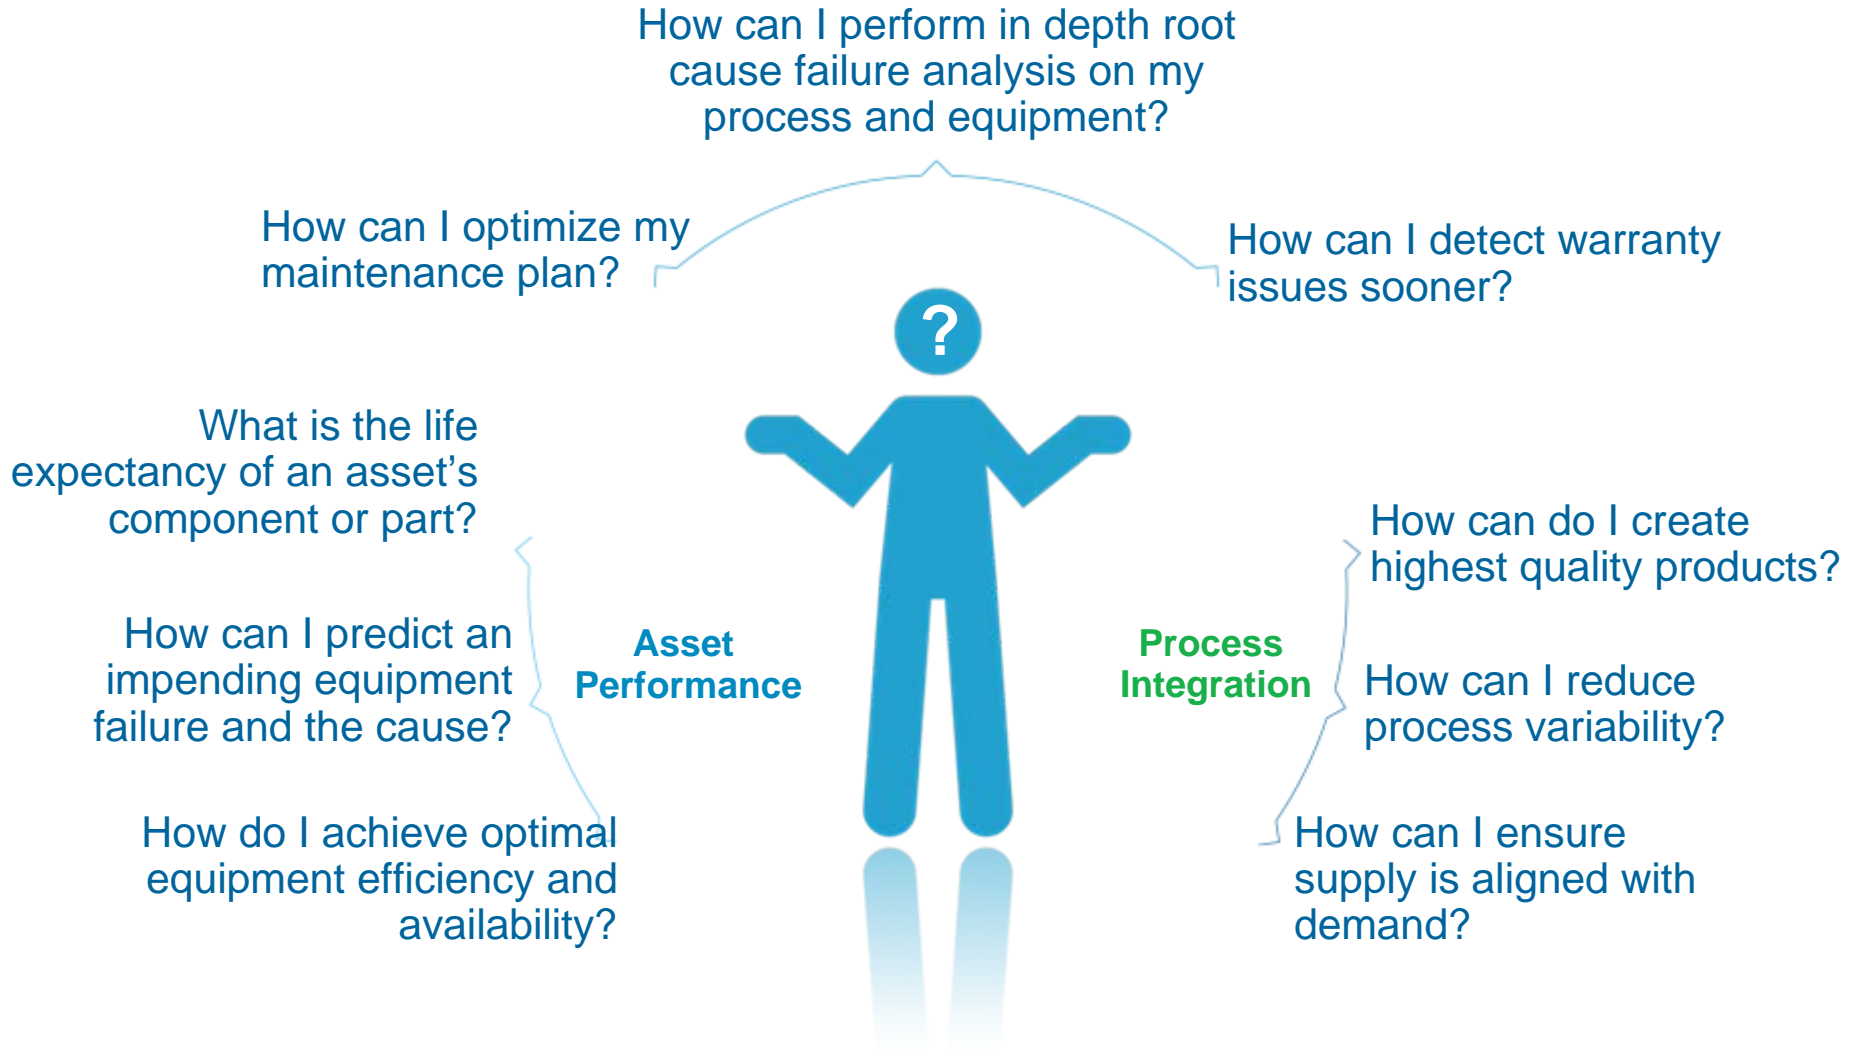 How can I perform in depth root
cause failure analysis on my
process and equipment?
How can I optimize my
maintenance plan?
How can I detect warranty
issues sooner?
?
What is the life
expectancy of an asset’s
component or part?
How can do I create
highest quality products?
How can I predict an
impending equipment
failure and the cause?
Asset
Performance
Process
Integration
How can I reduce
process variability?
How do I achieve optimal
equipment efficiency and
availability?
How can I ensure
supply is aligned with
demand?